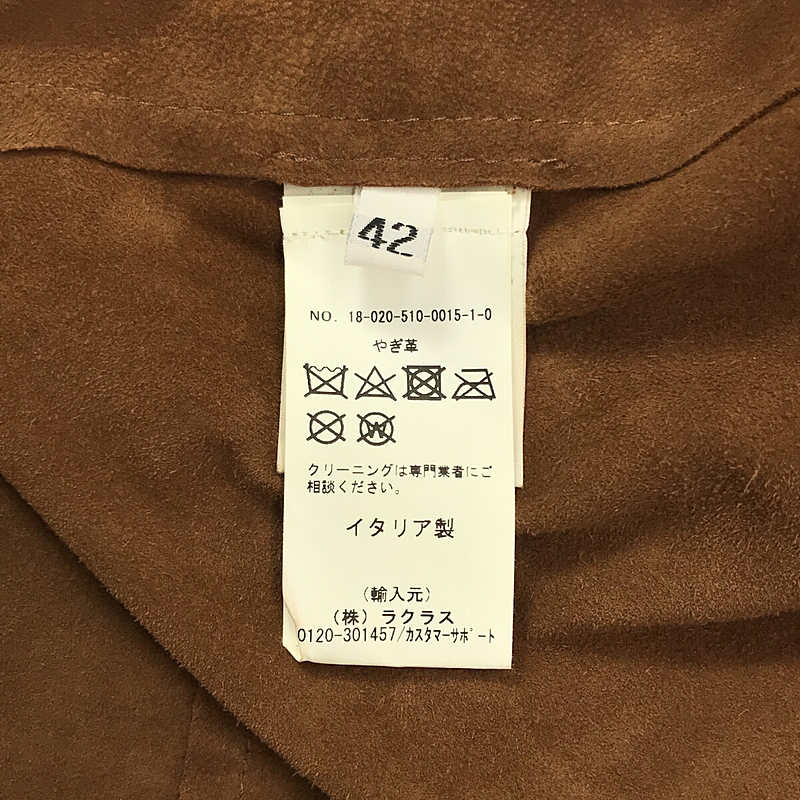 42
NO. 18-020-510-0015-1-0
やぎ革
W
クリーニングは専門業者にご
相談ください。
イタリア製
(輸入元)
(株) ラクラス
0120-301457/カスタマーサポート